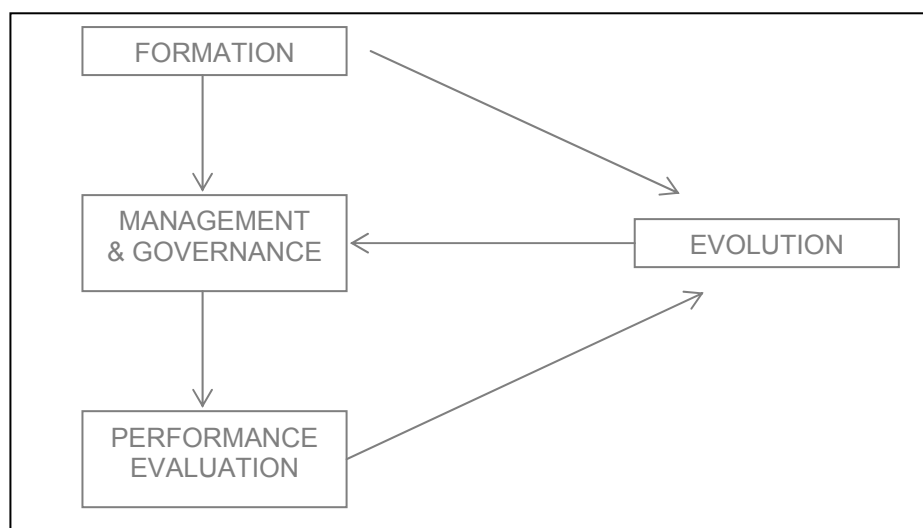 FORMATION
MANAGEMENT
& GOVERNANCE
EVOLUTION
PERFORMANCE
EVALUATION